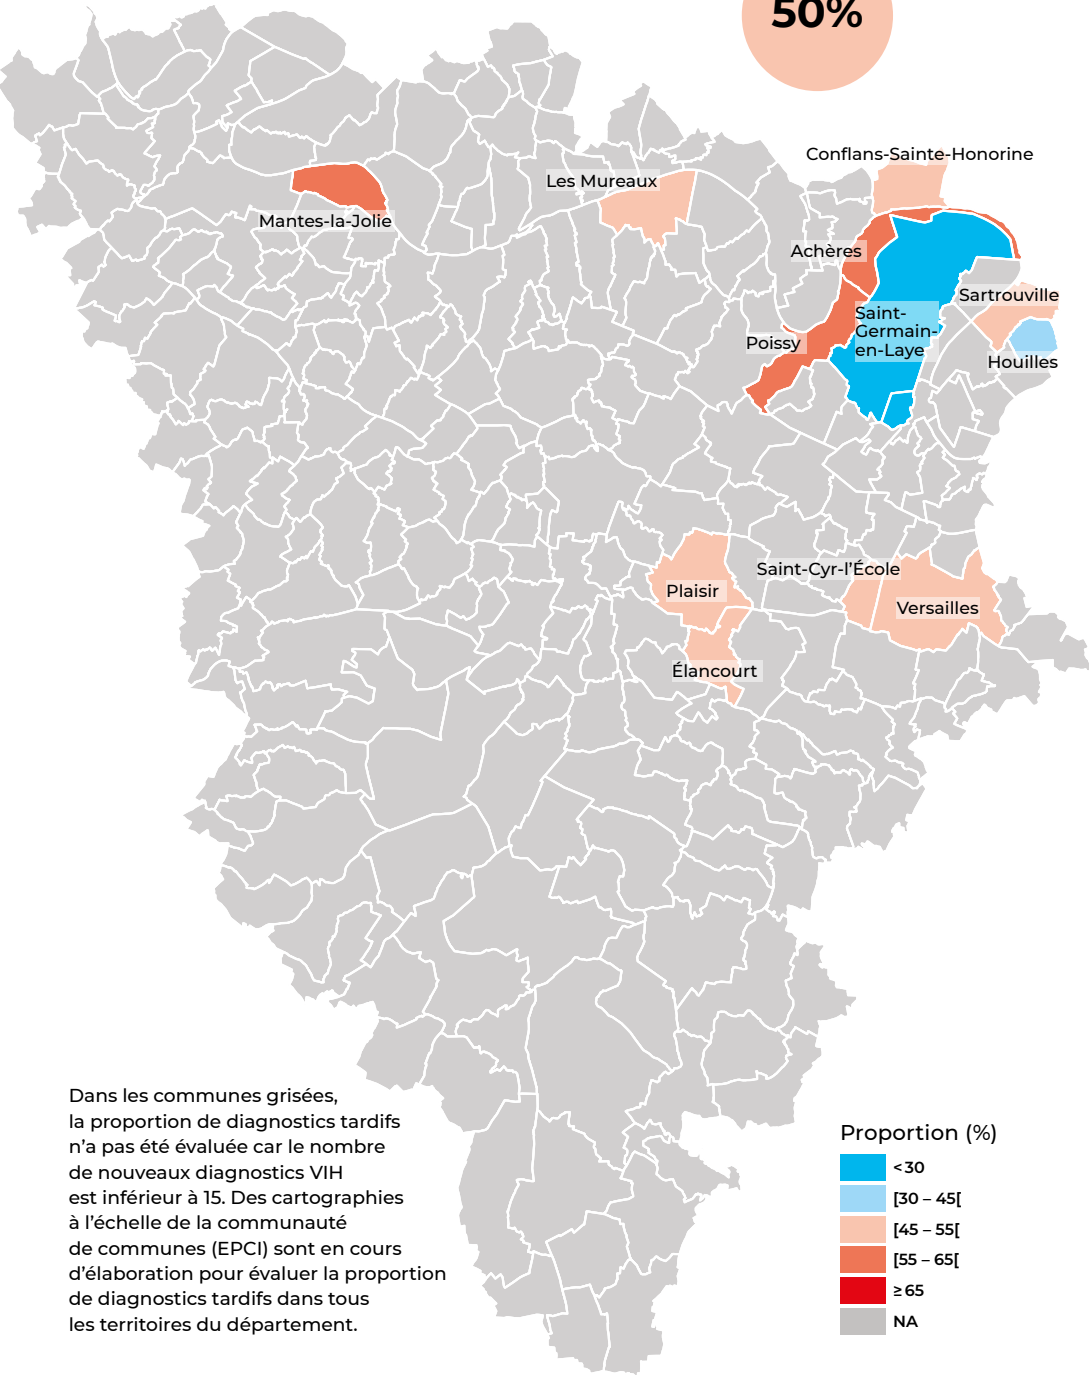 50%
Conflans-Sainte-Honorine
Les Mureaux
Mantes-la-Jolie
Achères
Sartrouville
Saint-
Germain-
en-Laye
Poissy
Houilles
Saint-Cyr-l’École
Plaisir
Versailles
Élancourt
Dans les communes grisées,
la proportion de diagnostics tardifs
n’a pas été évaluée car le nombre
de nouveaux diagnostics VIH
est inférieur à 15. Des cartographies
à l’échelle de la communauté
de communes (EPCI) sont en cours
d’élaboration pour évaluer la proportion
de diagnostics tardifs dans tous
les territoires du département.
Proportion (%)
<30
[30 – 45[
[45 – 55[
[55 – 65[
≥65
NA